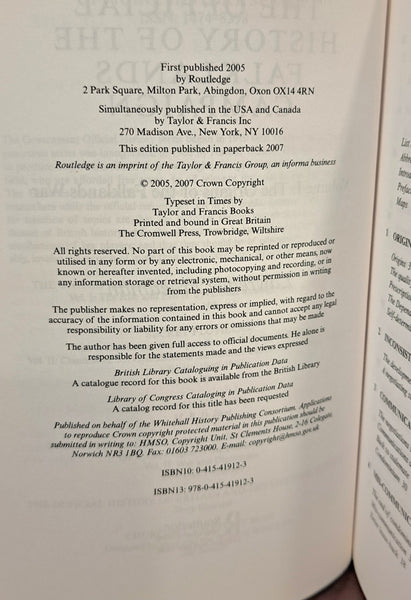 First published 2005
by Routledge
2 Park Square, Milton Park, Abingdon, Oxon OX14 4RN
Simultaneously published in the USA and Canada
by Taylor & Francis Inc
270 Madison Ave., New York, NY 10016
This edition published in paperback 2007
Routledge is an imprint of the Taylor & Francis Group, an informa business
© 2005, 2007 Crown Copyright
Typeset in Times by
Taylor and Francis Books
Printed and bound in Great Britain
The Cromwell Press, Trowbridge, Wiltshire
All rights reserved. No part of this book may be reprinted or reproduced or
utilised in any form or by any electronic, mechanical, or other means, now
known or hereafter invented, including photocopying and recording, or in
any information storage or retrieval system, without permission in writing
from the publishers
The publisher makes no representation, express or implied, with regard to the
accuracy of the information contained in this book and cannot accept any legal
responsibility or liability for any errors or omissions that may be made
The author has been given full access to official documents. He alone is
responsible for the statements made and the views expressed
British Library Cataloguing in Publication Data
A catalogue record for this book is available from the British Library
Library of Congress Cataloging in Publication Data
A catalog record for this title has been requested
Published on behalf of the Whitehall History Publishing Consortium. Applications
to reproduce Crown copyright protected material in this publication should be
submitted in writing to: HMSO, Copyright Unit, St Clements House, 2-16 Colegate,
Norwich NR3 1BQ. Fax: 01603 723000. E-mail: copyright@hmso.gov.uk
ISBN10: 0-415-41912-3
ISBN13: 978-0-415-41912-3
List
Maps
1 ORIGIN
Origins
2
3 COMMUNICA
4